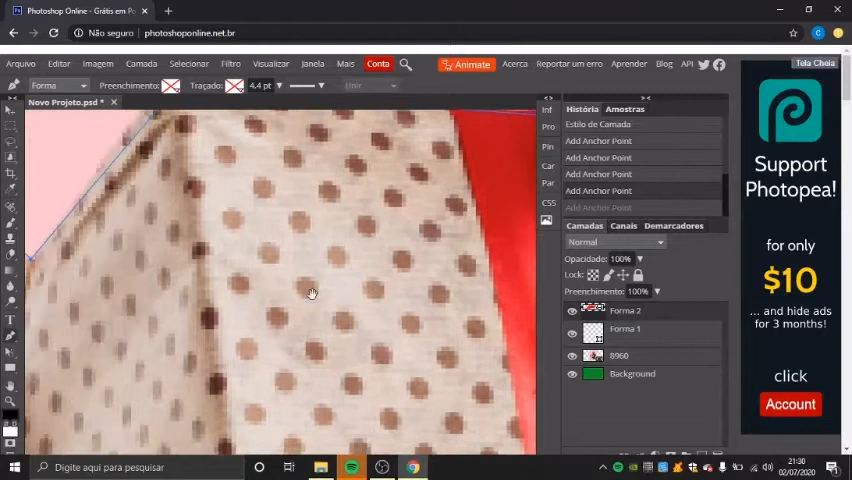 Photoshop Online - Grátis em Po
Não seguro
photoshoponline.net.br
Arquivo Editar Imagem Camada Selecionar Filtro Visualizar Janela Mais Conta Animate Acerca Reportar um Erro Aprender Blog API Tela Cheia
Forma Preenchimento: Traçado: 4,4 pt Unir
Novo Projeto.psd *
Inf
Pro
Pin
Car
Par
CSS
História Amostras
Estilo de Camada
Add Anchor Point
Add Anchor Point
Add Anchor Point
Add Anchor Point
Add Anchor Point
Camadas Canais Demarcadores
Normal
Opacidade: 100%
Lock:
Preenchimento: 100%
Forma 2
Forma 1
8960
Background
Support
Photopea!
for only
$10
... and hide ads
for 3 months!
click
Account
Digite aqui para pesquisar
21:30
02/07/2020